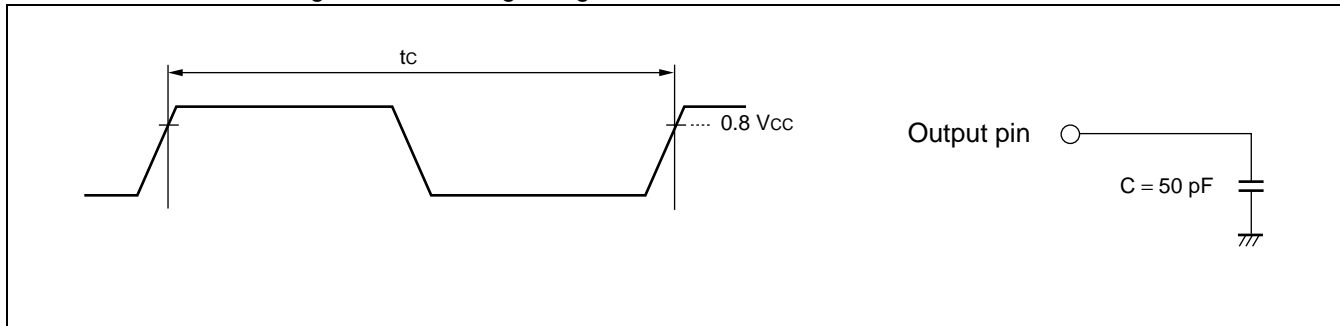 tC
0.8 VCC
Output pin
C = 50 pF